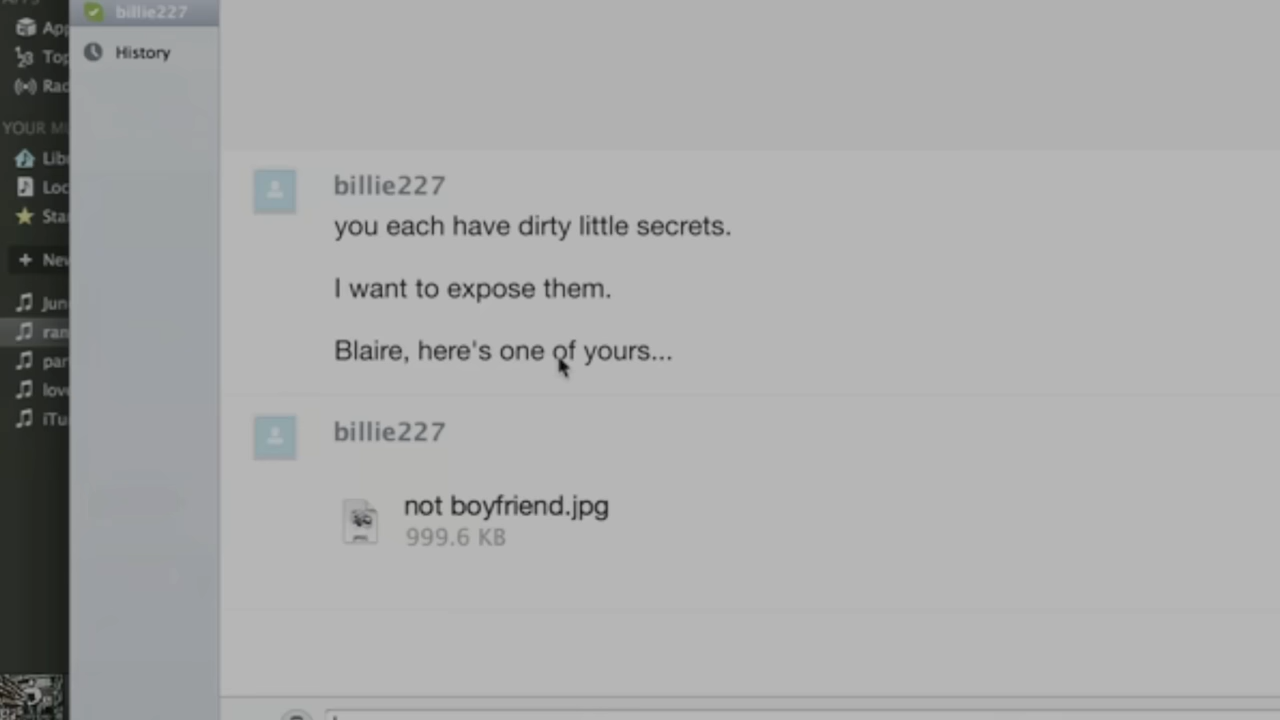 billie227
History
YOUR
billie227
you each have dirty little secrets.
I want to expose them.
Blaire, here's one of yours...
billie227
not boyfriend.jpg
999.6 KB